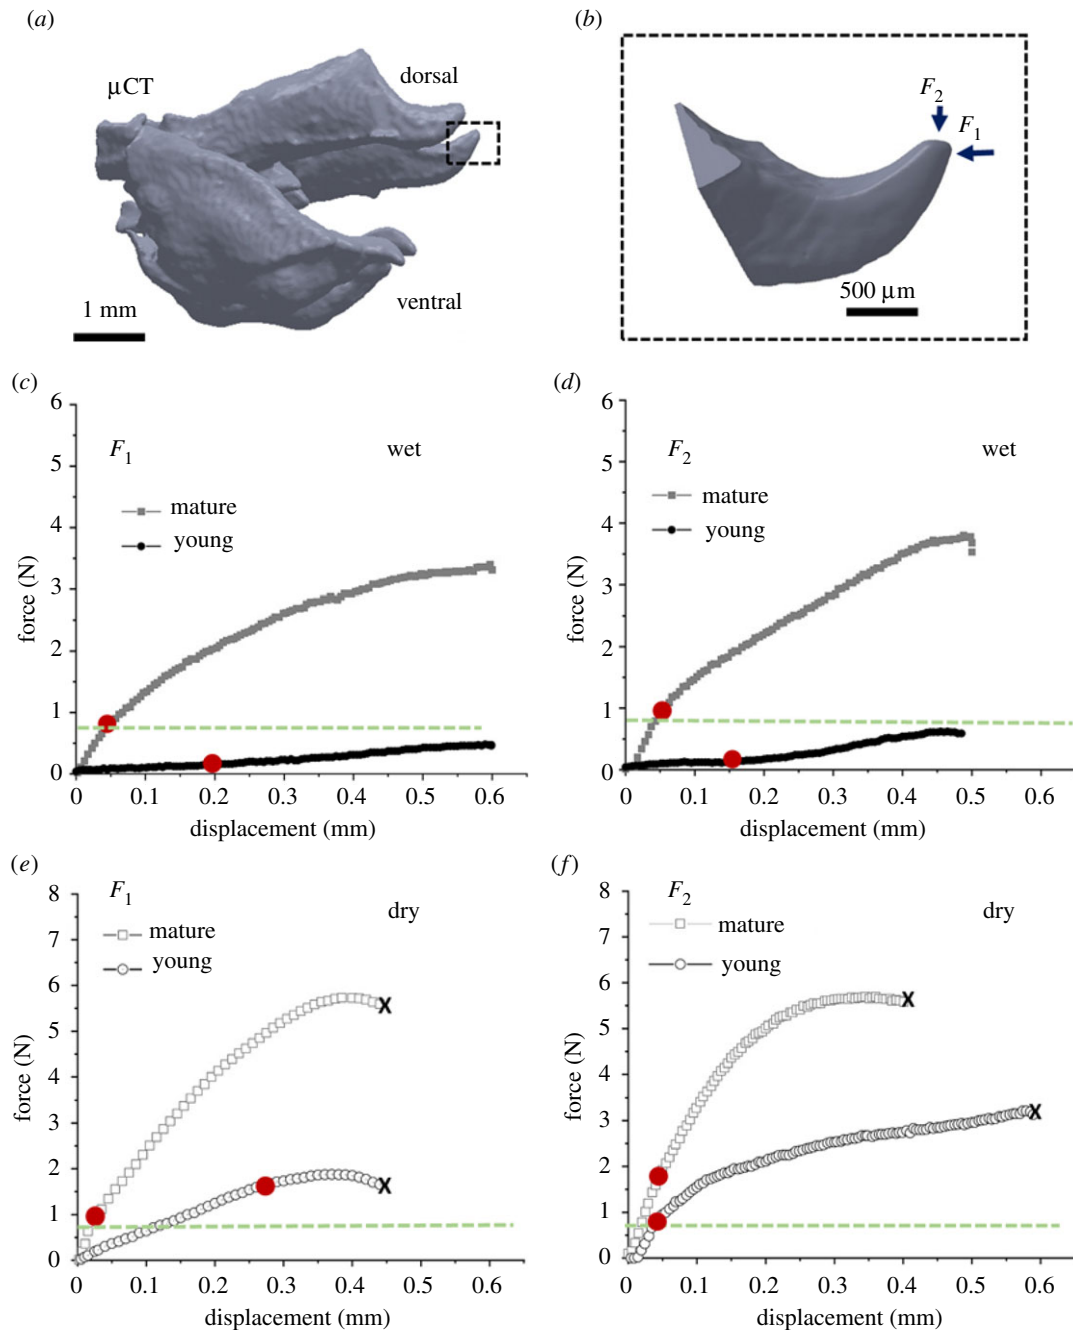 (a)
µCT
dorsal
1 mm
ventral
(b)
F2
F1
500 µm
(c)
6
F1
wet
5
mature
4
young
3
2
1
0
force (N)
0 0.1 0.2 0.3 0.4 0.5 0.6
displacement (mm)
(d)
6
F2
wet
5
mature
4
young
3
2
1
0
force (N)
0 0.1 0.2 0.3 0.4 0.5 0.6
displacement (mm)
(e)
8
F1
dry
7
mature
young
6
5
X
4
3
2
X
1
0
force (N)
0 0.1 0.2 0.3 0.4 0.5 0.6
displacement (mm)
(f)
8
F2
dry
7
mature
young
6
X
5
4
3
X
2
1
0
force (N)
0 0.1 0.2 0.3 0.4 0.5 0.6
displacement (mm)